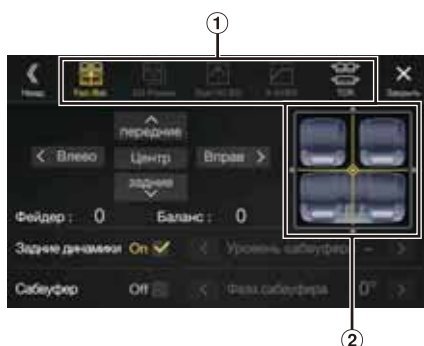 1
Назад
Fad./Bal.
TCR
Закрыть
передние
< Влево
Центр
Вправ >
задние
Фейдер : 0
Баланс : 0
Задние динамики On
< Уровень сабвуфера - >
Сабвуфер Off
< Фаза сабвуфера 0° >
2